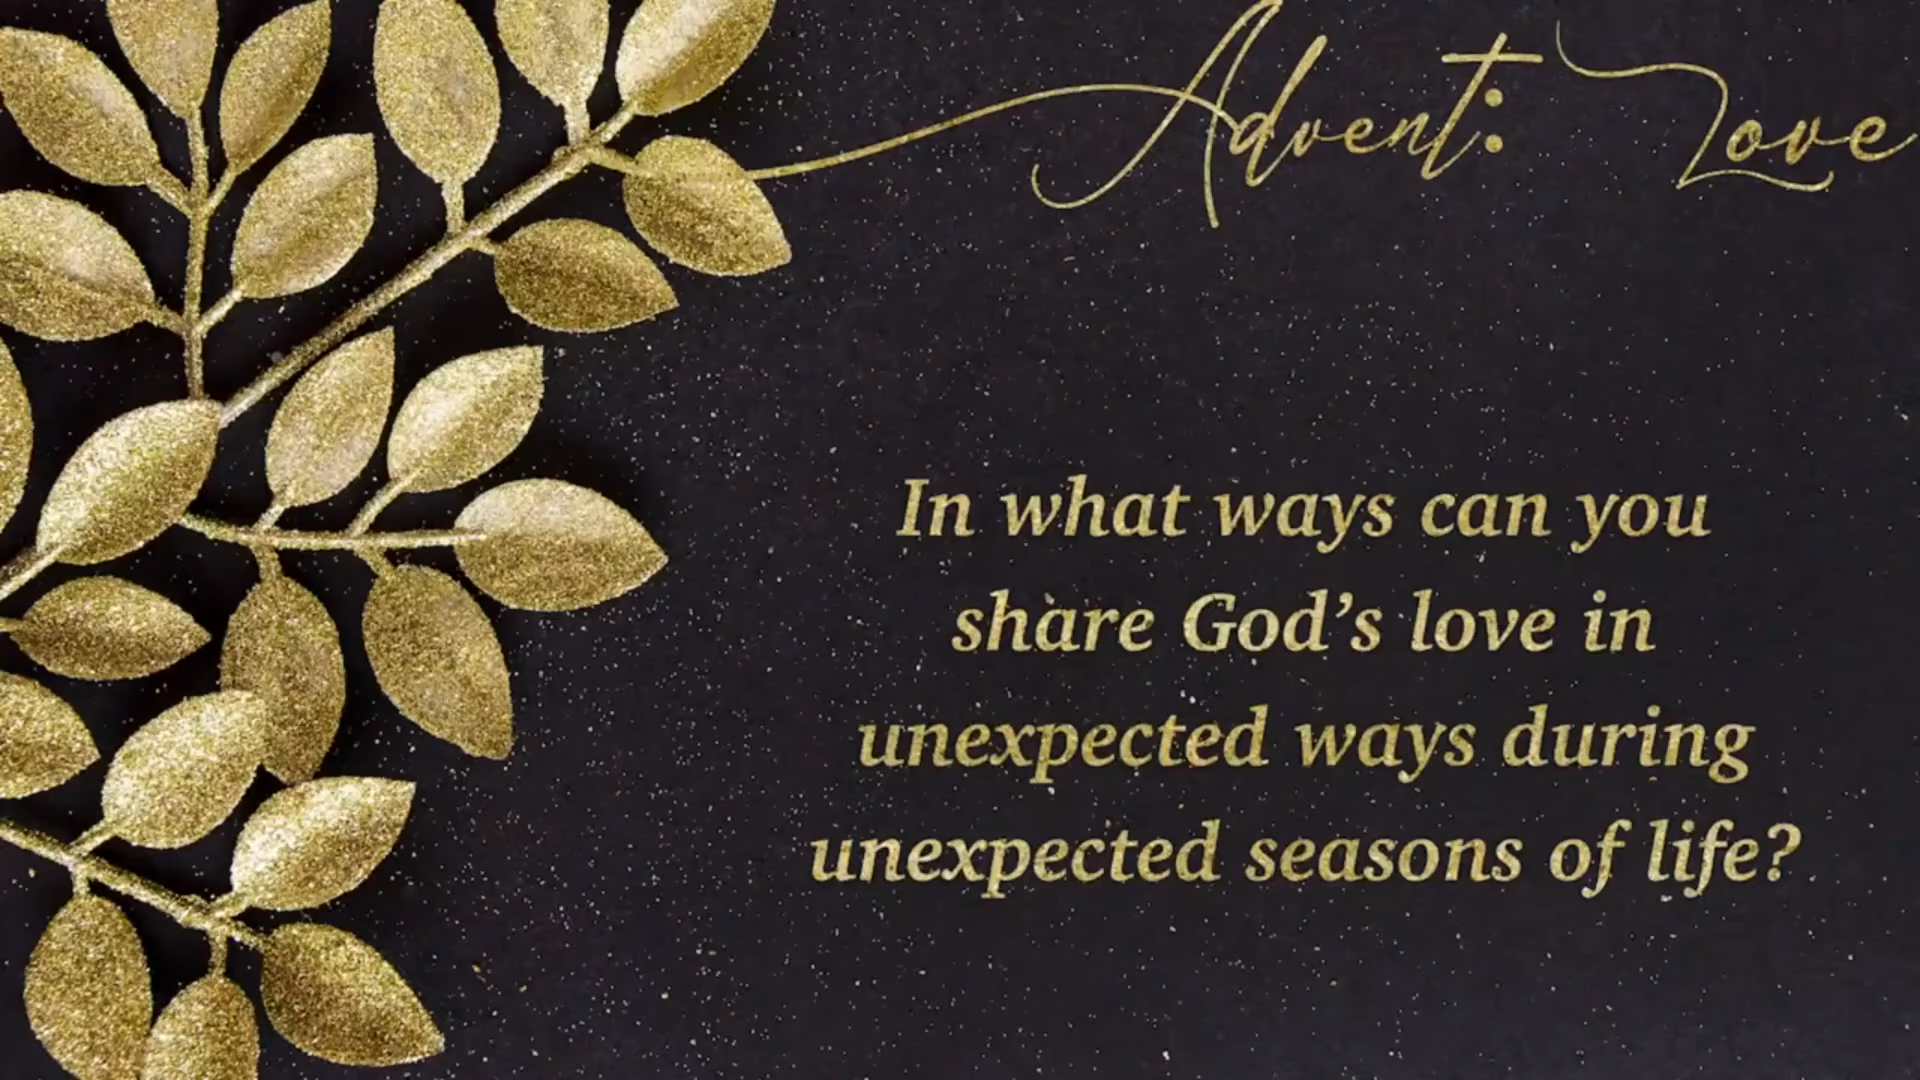 Advent: Love
In what ways can you
share God’s love in
unexpected ways during
unexpected seasons of life?